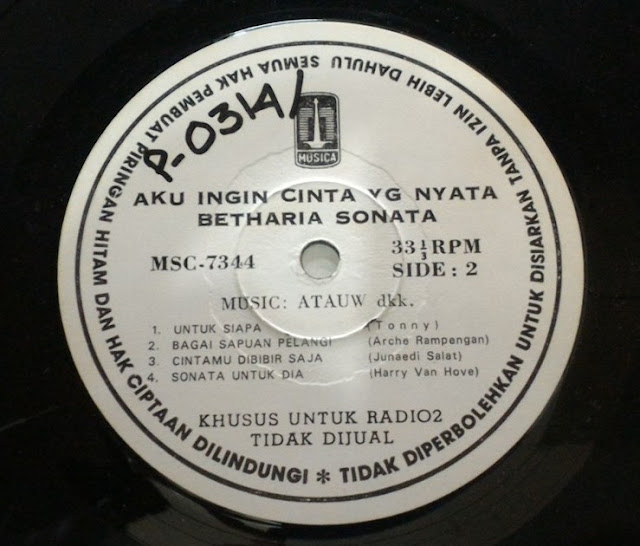 SEMUA HAK PEMBUAT PIRINGAN HITAM DAN HAK CIPTAAN DILINDUNGI * TIDAK DIPERBOLEHKAN UNTUK DISIARKAN TANPA IZIN LEBIH DAHULU
P-0314/
MUSICA
AKU INGIN CINTA YG NYATA
BETHARIA SONATA
MSC-7344 33 1/3 RPM
SIDE : 2
MUSIC: ATAUW dkk.
1. UNTUK SIAPA (Tonny)
2. BAGAI SAPUAN PELANGI (Arche Rampengan)
3. CINTAMU DIBIBIR SAJA (Junaedi Salat)
4. SONATA UNTUK DIA (Harry Van Hove)
KHUSUS UNTUK RADIO2
TIDAK DIJUAL